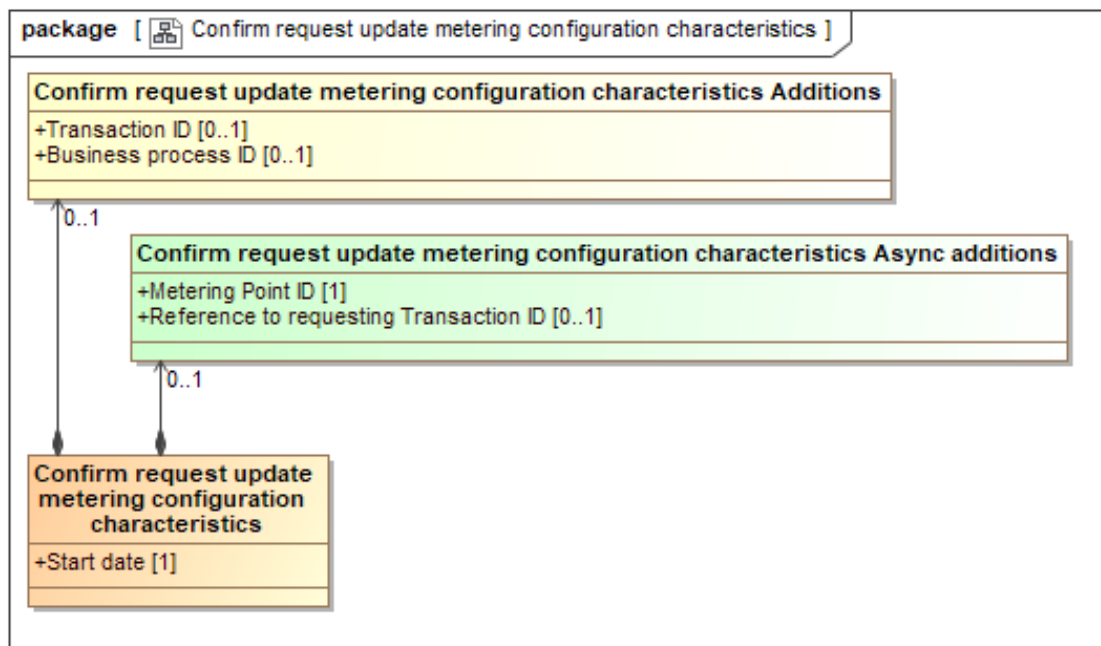 package [ Confirm request update metering configuration characteristics ]
Confirm request update metering configuration characteristics Additions
+Transaction ID [0..1]
+Business process ID [0..1]
0..1
Confirm request update metering configuration characteristics Async additions
+Metering Point ID [1]
+Reference to requesting Transaction ID [0..1]
0..1
Confirm request update
metering configuration
characteristics
+Start date [1]